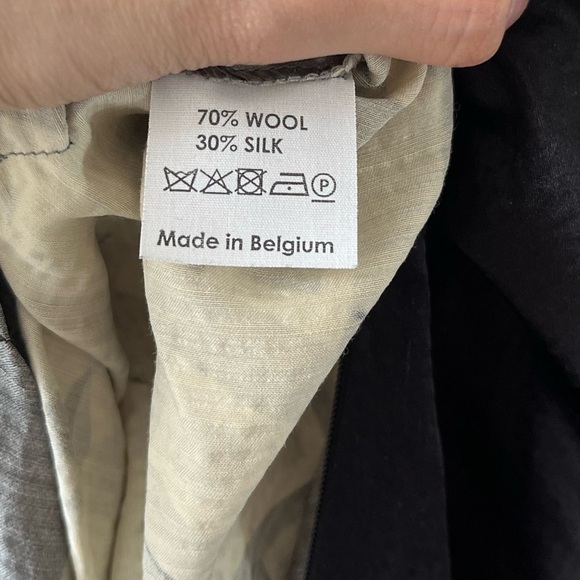 70% WOOL
30% SILK
P
Made in Belgium